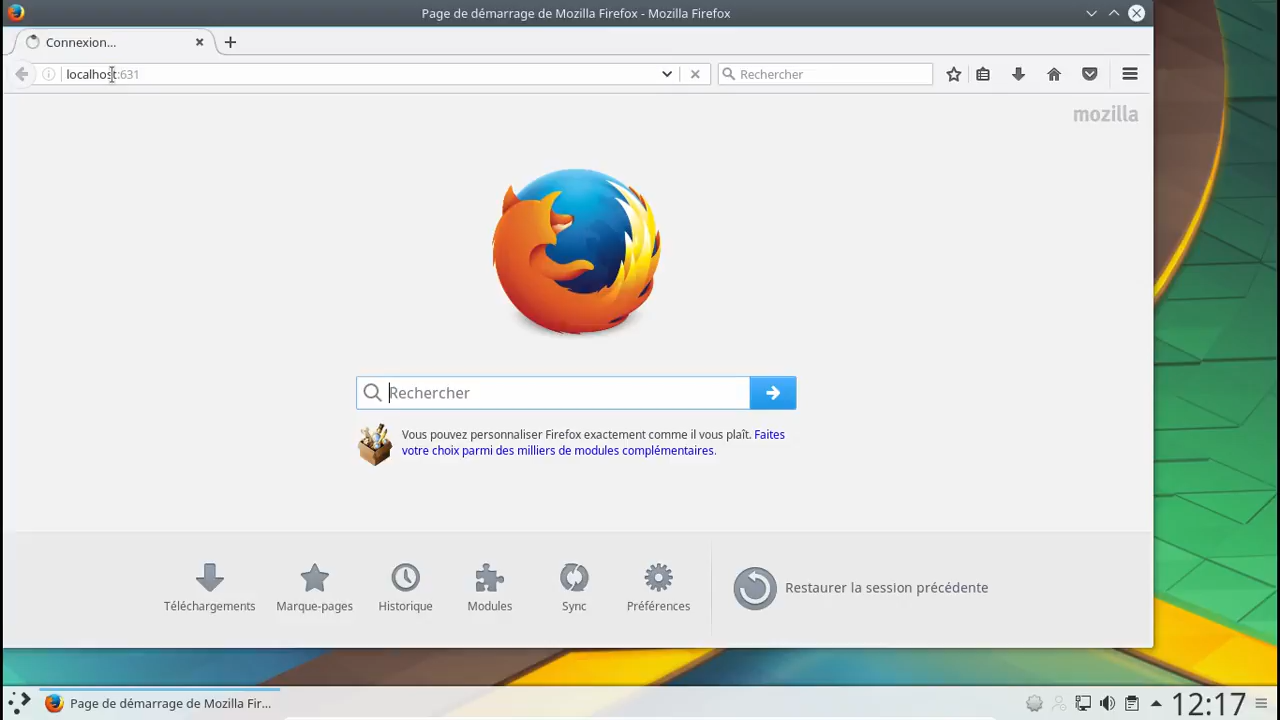 Page de démarrage de Mozilla Firefox - Mozilla Firefox
Connexion...
localhost:631
Rechercher
mozilla
Rechercher
Vous pouvez personnaliser Firefox exactement comme il vous plaît. Faites
votre choix parmi des milliers de modules complémentaires.
Téléchargements
Marque-pages
Historique
Modules
Sync
Préférences
Restaurer la session précédente
Page de démarrage de Mozilla Fir...
12:17